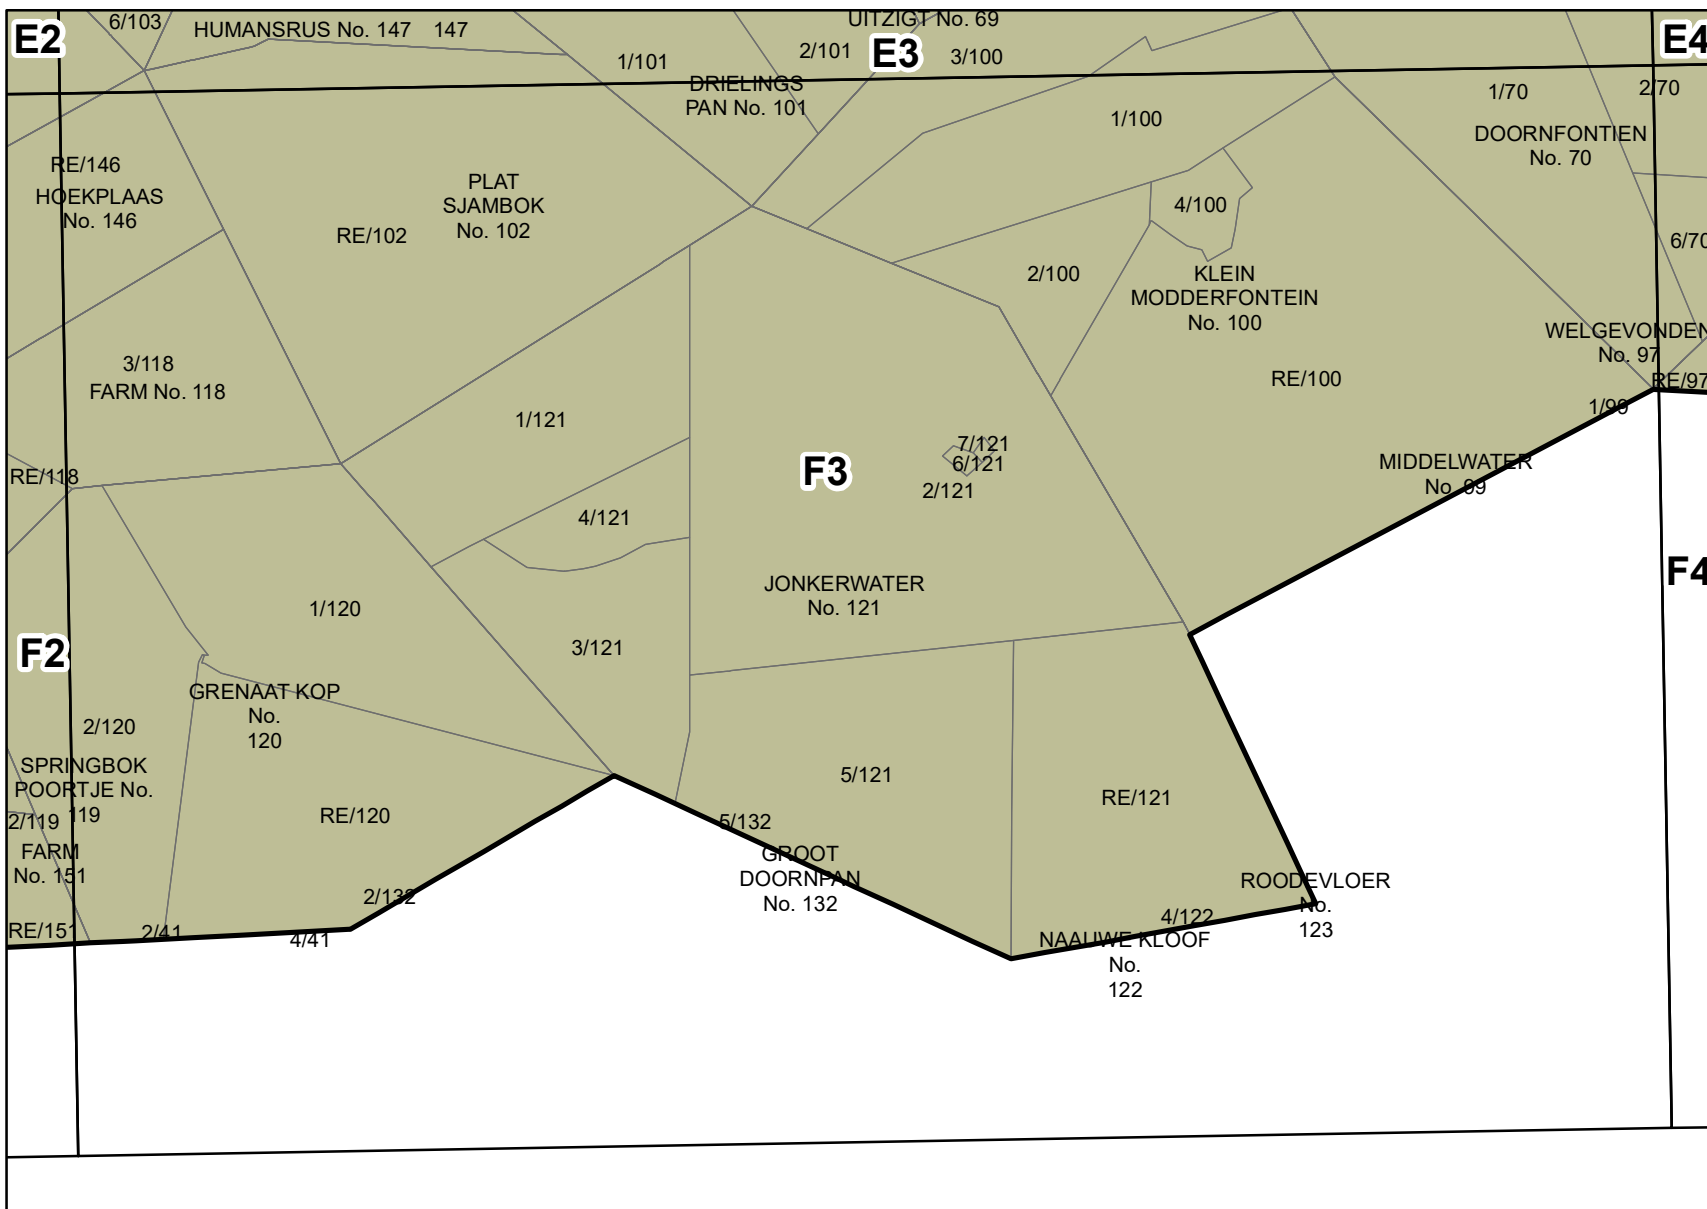 E2
6/103
HUMANSRUS No. 147
147
UITZIGT No. 69
2/101
E3
3/100
1/101
E4
DRIELINGS
PAN No. 101
1/70
2/70
1/100
DOORNFONTIEN
No. 70
RE/146
HOEKPLAAS
No. 146
PLAT
SJAMBOK
No. 102
RE/102
4/100
6/70
2/100
KLEIN
MODDERFONTEIN
No. 100
WELGEVONDEN
No. 97
RE/97
3/118
FARM No. 118
RE/100
1/99
1/121
7/121
6/121
2/121
F3
MIDDELWATER
No. 99
RE/118
4/121
F4
JONKERWATER
No. 121
1/120
3/121
F2
GRENAAT KOP
No.
120
2/120
SPRINGBOK
POORTJE No.
119
2/119
5/121
RE/121
RE/120
5/132
FARM
No. 151
GROOT
DOORNPAN
No. 132
ROODEVLOER
No.
123
2/132
4/122
RE/151
2/41
4/41
NAAUWE KLOOF
No.
122